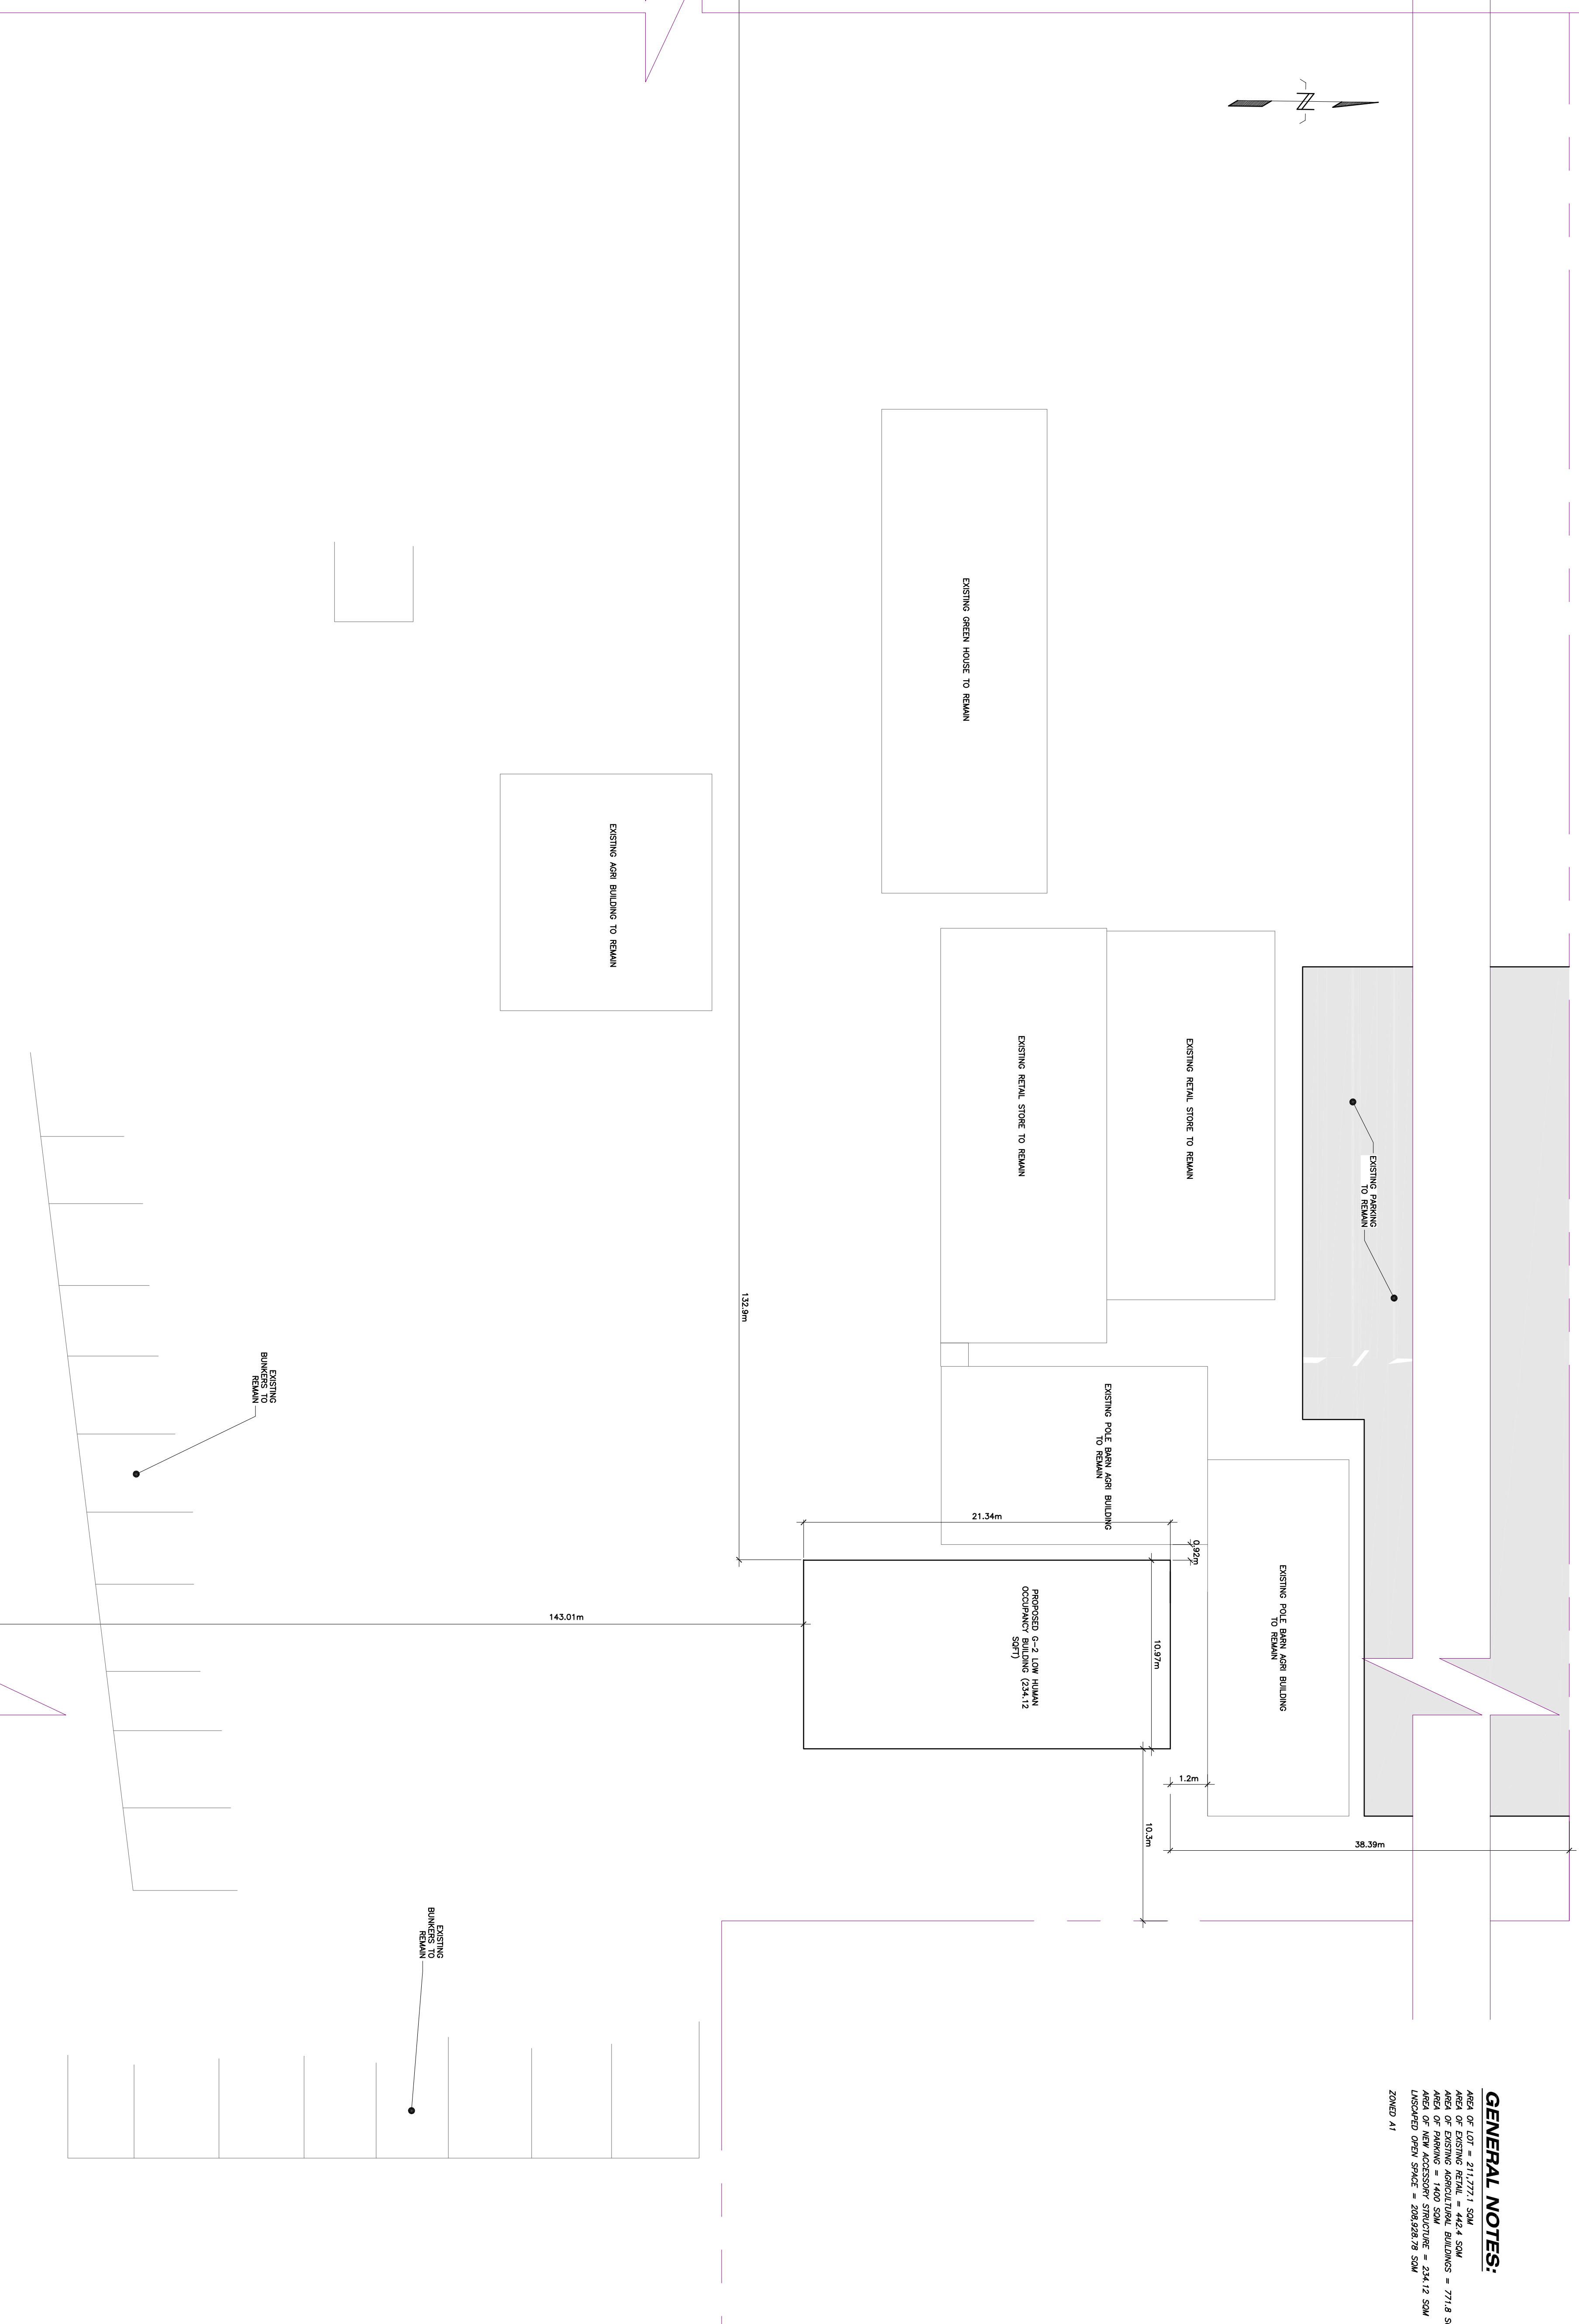 GENERAL NOTES:
AREA OF LOT = 211,777.1 SQM
AREA OF EXISTING RETAIL = 442.4 SQM
AREA OF EXISTING AGRICULTURAL BUILDINGS = 771.8
AREA OF PARKING = 1400 SQM
AREA OF NEW ACCESSORY STRUCTURE = 234.12 SQM
LNSCAPED OPEN SPACE = 208,928.78 SQM
ZONED A1
N
EXISTING PARKING
TO REMAIN
38.39m
EXISTING RETAIL STORE TO REMAIN
EXISTING POLE BARN AGRI BUILDING
TO REMAIN
0.92m
1.2m
10.97m
10.3m
EXISTING POLE BARN AGRI BUILDING
TO REMAIN
EXISTING RETAIL STORE TO REMAIN
PROPOSED G-2 LOW HUMAN
OCCUPANCY BUILDING (234.12
SQFT)
21.34m
EXISTING GREEN HOUSE TO REMAIN
132.9m
EXISTING AGRI BUILDING TO REMAIN
143.01m
EXISTING
BUNKERS TO
REMAIN
EXISTING
BUNKERS TO
REMAIN